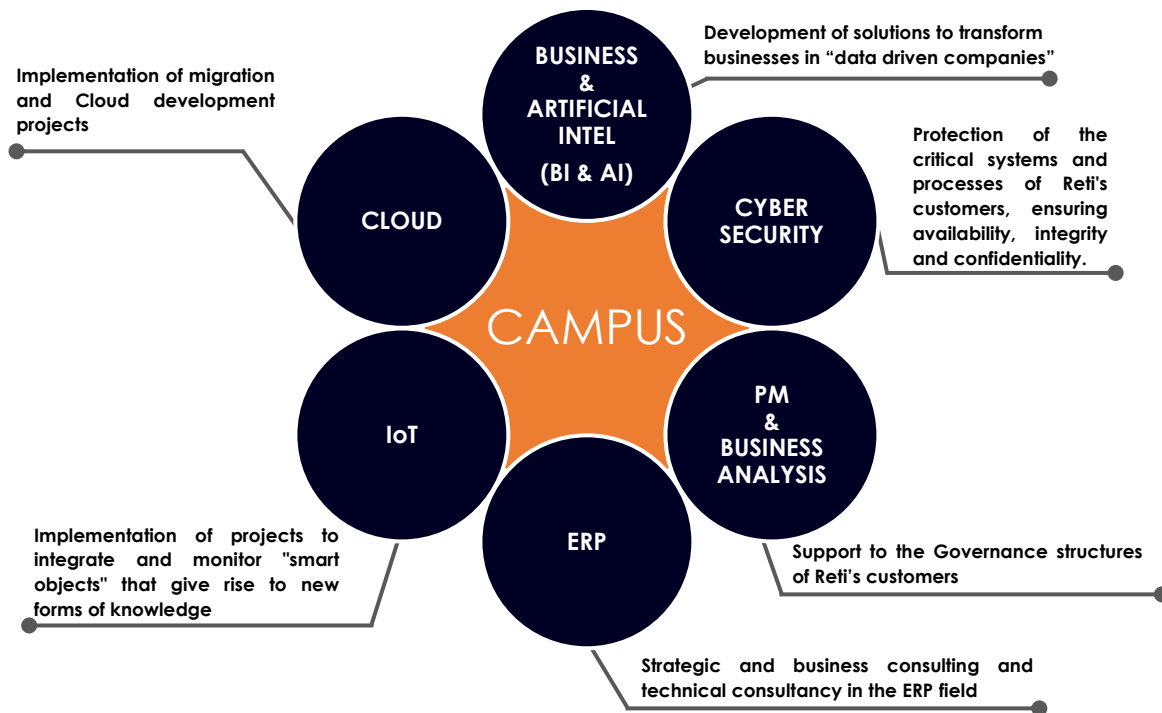 BUSINESS
&
ARTIFICIAL
INTEL
(BI & AI)
Development of solutions to transform
businesses in “data driven companies”
Implementation of migration
and Cloud development
projects
CLOUD
CYBER
SECURITY
Protection of the
critical systems and
processes of Reti's
customers, ensuring
availability, integrity
and confidentiality.
CAMPUS
IoT
PM
&
BUSINESS
ANALYSIS
Implementation of projects to
integrate and monitor "smart
objects" that give rise to new
forms of knowledge
ERP
Support to the Governance structures
of Reti’s customers
Strategic and business consulting and
technical consultancy in the ERP field